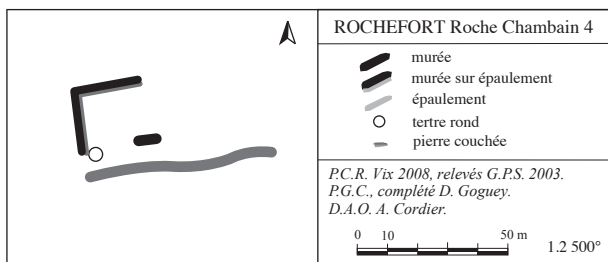 ROCHEFORT Roche Chambain 4
murée
murée sur épaulement
épaulement
tertre rond
pierre couchée
P.C.R. Vix 2008, relevés G.P.S. 2003.
P.G.C., complété D. Goguey.
D.A.O. A. Cordier.
0 10 50 m
1.2 500°